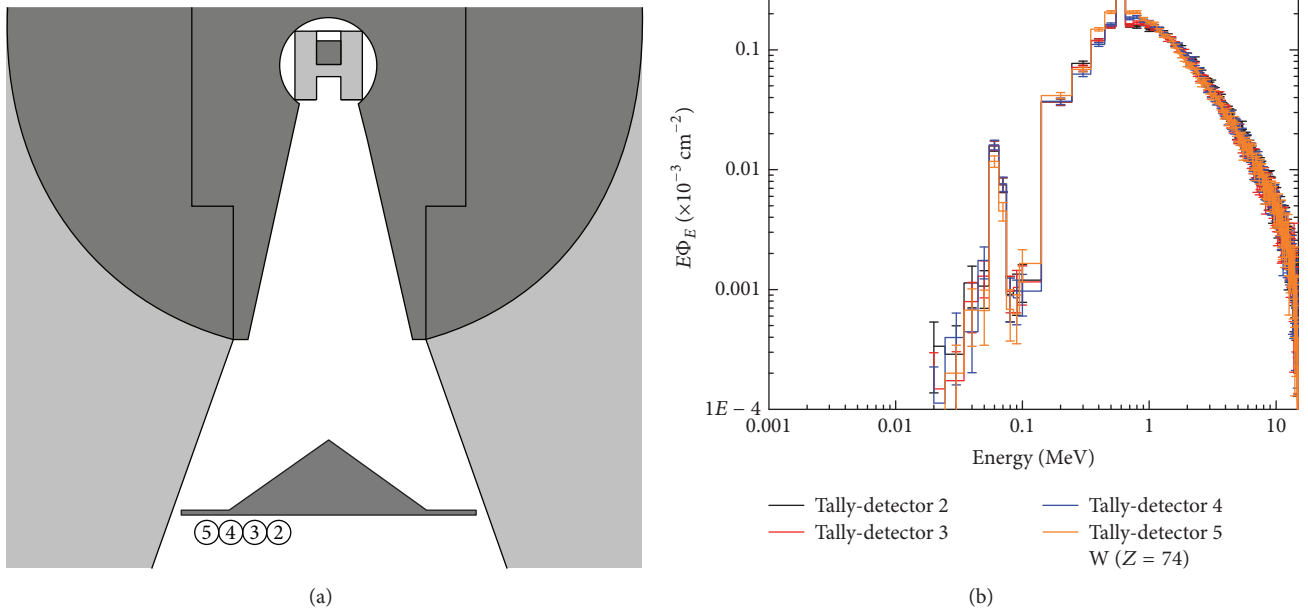 5 4 3 2
(a)
0.1
0.01
0.001
1E − 4
EΦ_E (×10⁻³ cm⁻²)
0.001 0.01 0.1 1 10
Energy (MeV)
Tally-detector 2 Tally-detector 4
Tally-detector 3 Tally-detector 5
W (Z = 74)
(b)